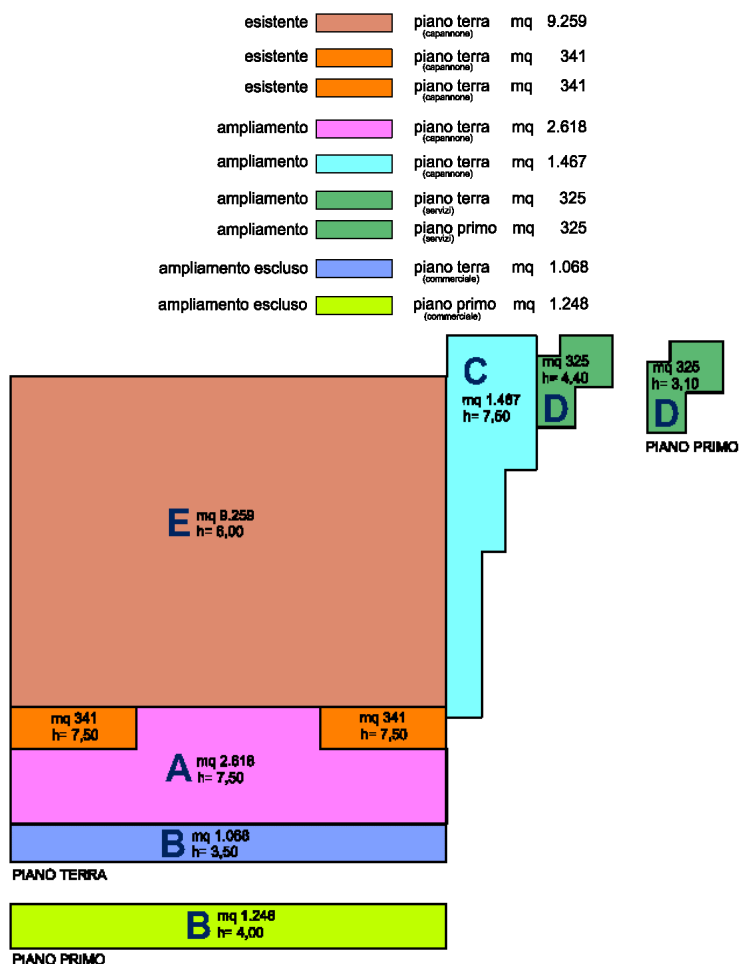 esistente piano terra mq 9.259
(capannone)
esistente piano terra mq 341
(capannone)
esistente piano terra mq 341
(capannone)
ampliamento piano terra mq 2.618
(capannone)
ampliamento piano terra mq 1.467
(capannone)
ampliamento piano terra mq 325
(servizi)
ampliamento piano primo mq 325
(servizi)
ampliamento escluso piano terra mq 1.068
(commerciale)
ampliamento escluso piano primo mq 1.248
(commerciale)
C
mq 1.467
h= 7,50
mq 325
h= 4,40
D
mq 325
h= 3,10
D
PIANO PRIMO
E mq 9.259
h= 6,00
mq 341
h= 7,50
mq 341
h= 7,50
A mq 2.618
h= 7,50
B mq 1.068
h= 3,50
PIANO TERRA
B mq 1.248
h= 4,00
PIANO PRIMO